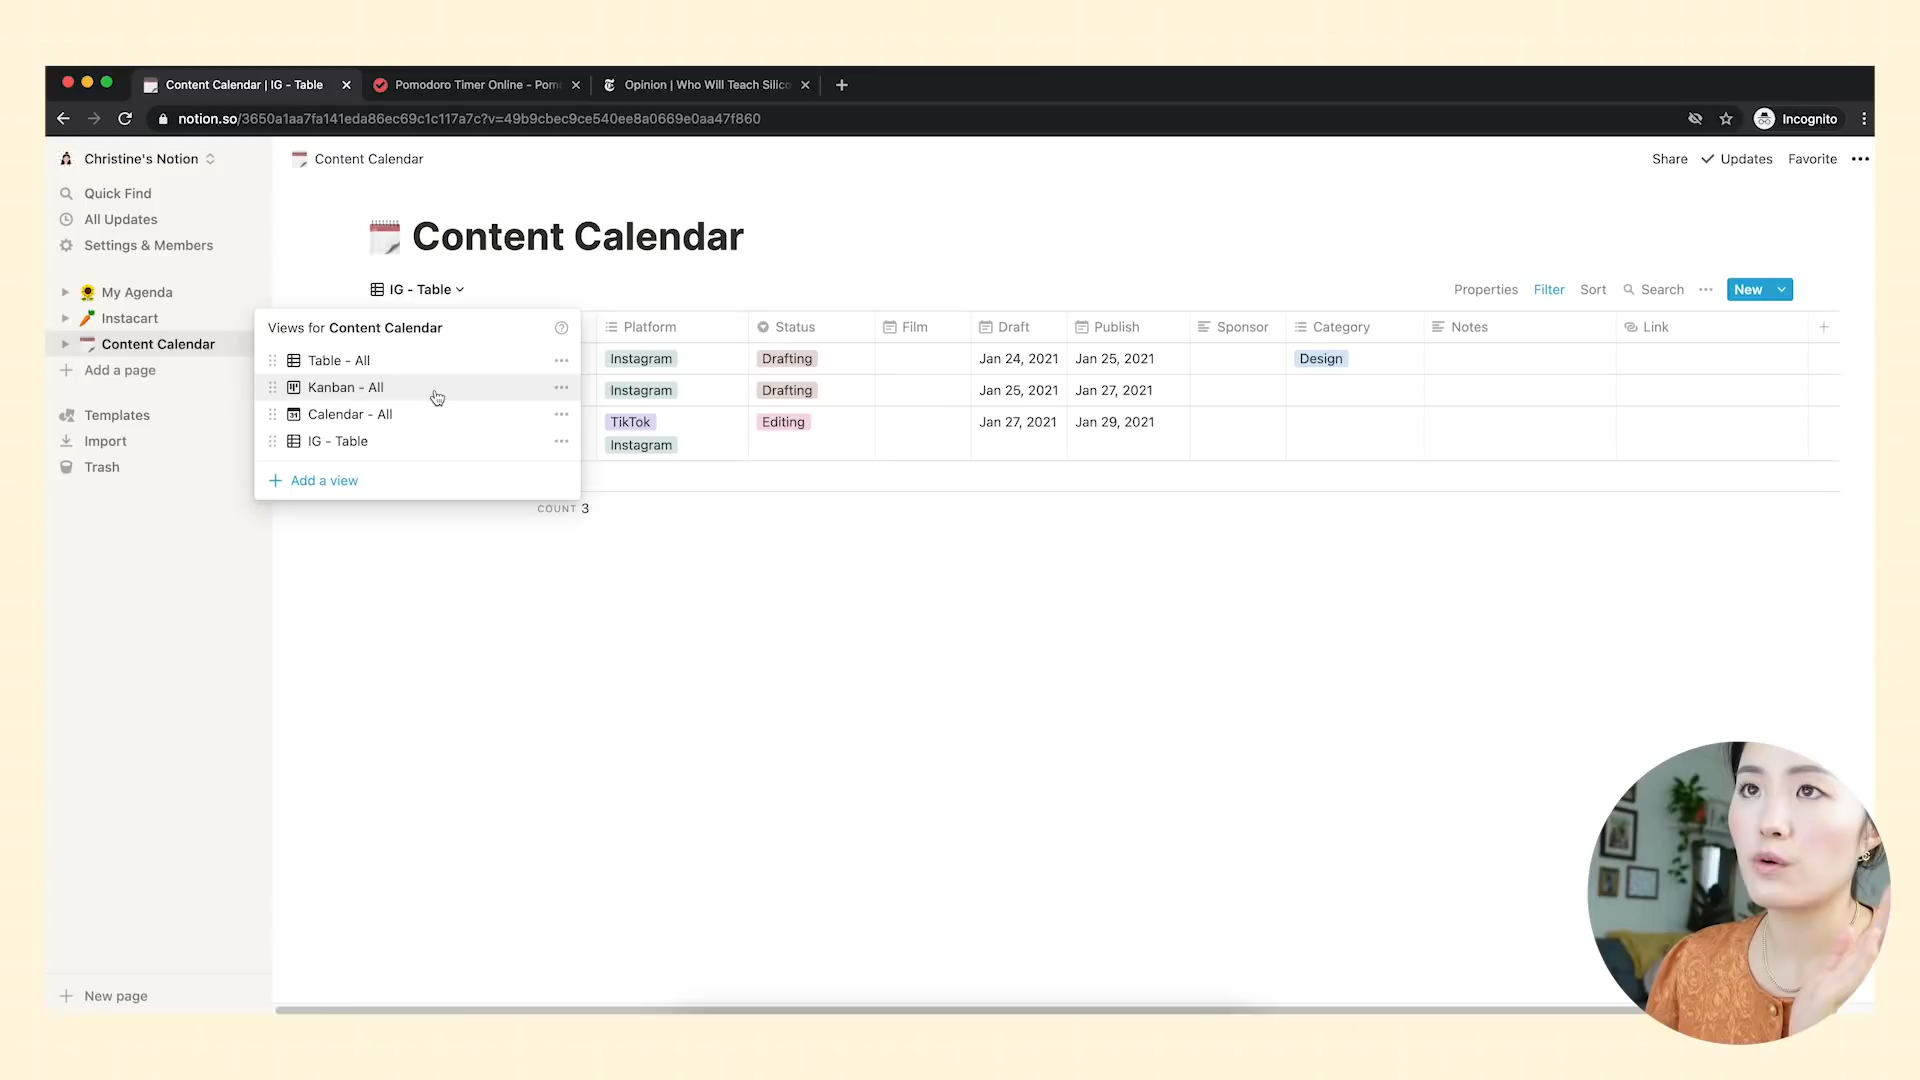 Content Calendar | IG - Table
Pomodoro Timer Online - Pom
Opinion | Who Will Teach Silico
notion.so/3650a1aa7fa141eda86ec69c1c117a7c?v=49b9cbec9ce540ee8a0669e0aa47f860
Incognito
Christine's Notion
Content Calendar
Share
Updates
Favorite
Quick Find
All Updates
Settings & Members
My Agenda
Instacart
Content Calendar
Add a page
Templates
Import
Trash
New page
Content Calendar
IG - Table
Properties
Filter
Sort
Search
New
Views for Content Calendar
Table - All
Kanban - All
31 Calendar - All
IG - Table
Add a view
Platform Status Film Draft Publish Sponsor Category Notes Link
Instagram Drafting Jan 24, 2021 Jan 25, 2021 Design
Instagram Drafting Jan 25, 2021 Jan 27, 2021
TikTok Editing Jan 27, 2021 Jan 29, 2021
Instagram
COUNT 3